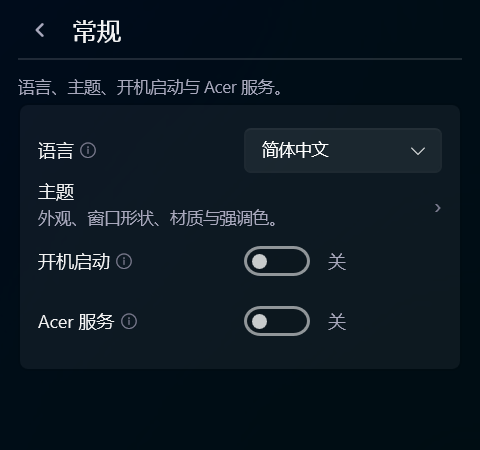 常规
语言、主题、开机启动与 Acer 服务。
语言
简体中文
主题
外观、窗口形状、材质与强调色。
开机启动
关
Acer 服务
关